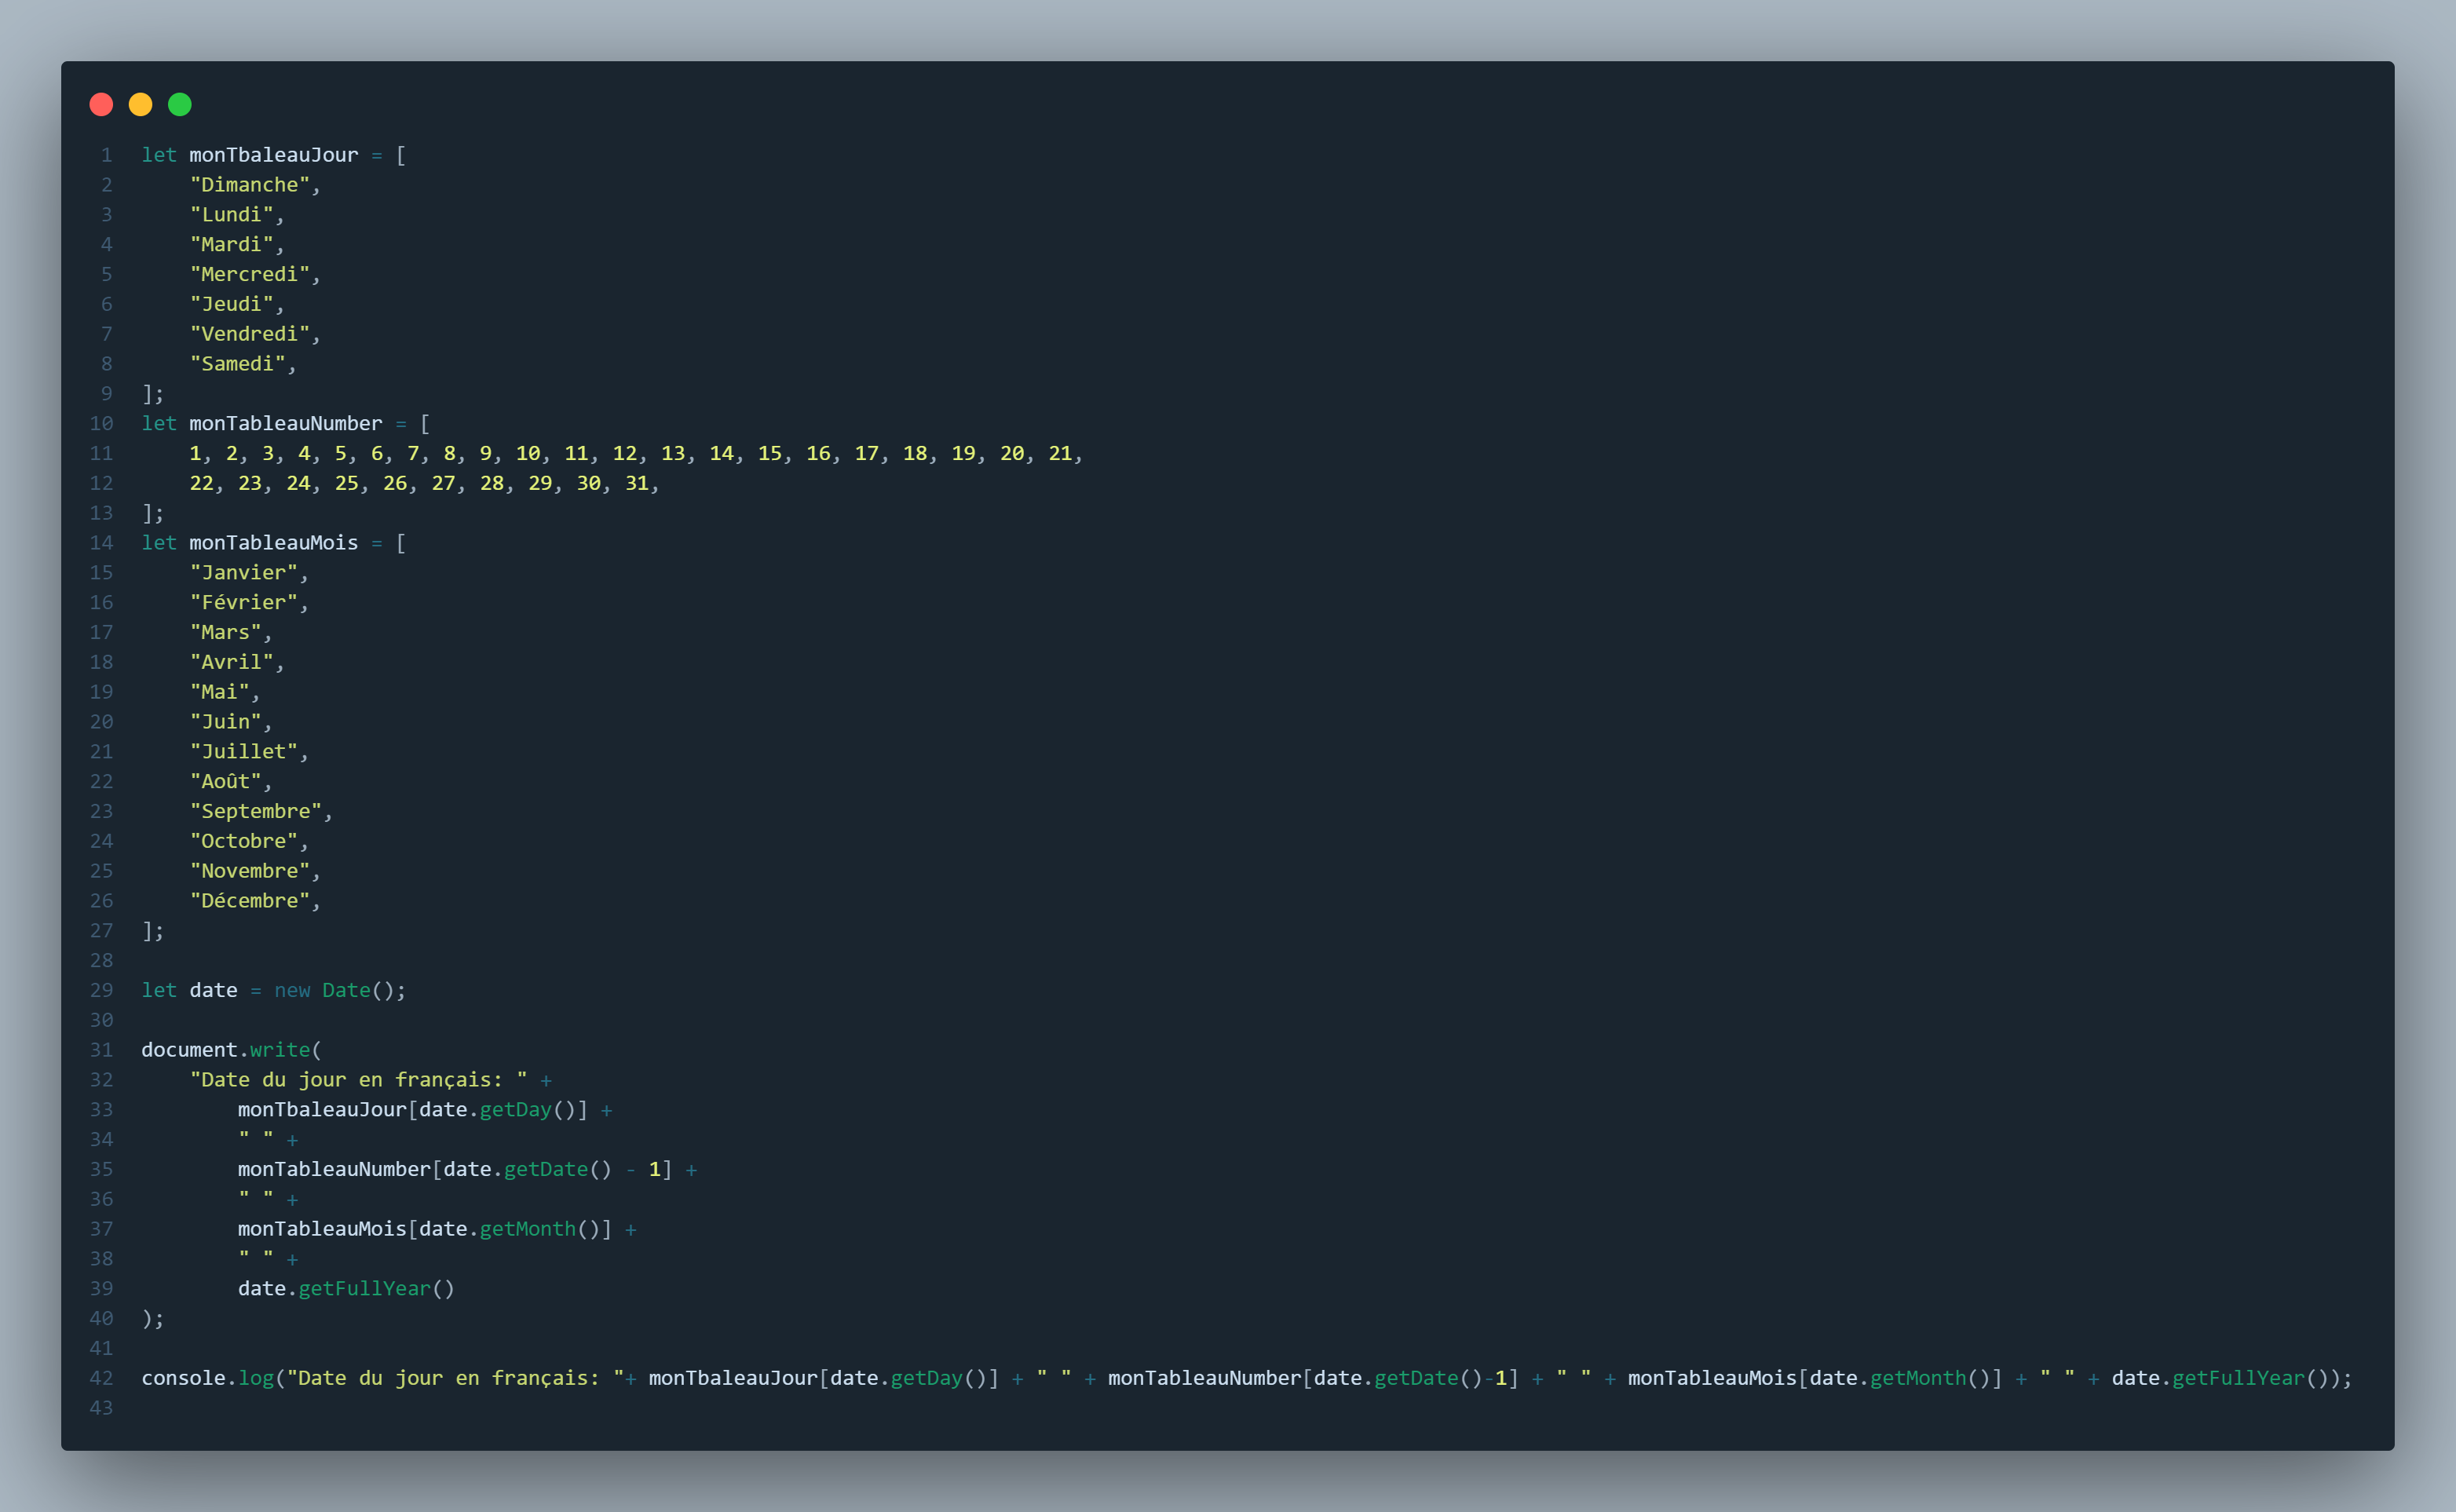 1 let monTbaleauJour = [
2     "Dimanche",
3     "Lundi",
4     "Mardi",
5     "Mercredi",
6     "Jeudi",
7     "Vendredi",
8     "Samedi",
9 ];
10 let monTableauNumber = [
11     1, 2, 3, 4, 5, 6, 7, 8, 9, 10, 11, 12, 13, 14, 15, 16, 17, 18, 19, 20, 21,
12     22, 23, 24, 25, 26, 27, 28, 29, 30, 31,
13 ];
14 let monTableauMois = [
15     "Janvier",
16     "Février",
17     "Mars",
18     "Avril",
19     "Mai",
20     "Juin",
21     "Juillet",
22     "Août",
23     "Septembre",
24     "Octobre",
25     "Novembre",
26     "Décembre",
27 ];
28
29 let date = new Date();
30
31 document.write(
32     "Date du jour en français: " +
33         monTbaleauJour[date.getDay()] +
34         " " +
35         monTableauNumber[date.getDate() - 1] +
36         " " +
37         monTableauMois[date.getMonth()] +
38         " " +
39         date.getFullYear()
40 );
41
42 console.log("Date du jour en français: "+ monTbaleauJour[date.getDay()] + " " + monTableauNumber[date.getDate()-1] + " " + monTableauMois[date.getMonth()] + " " + date.getFullYear());
43